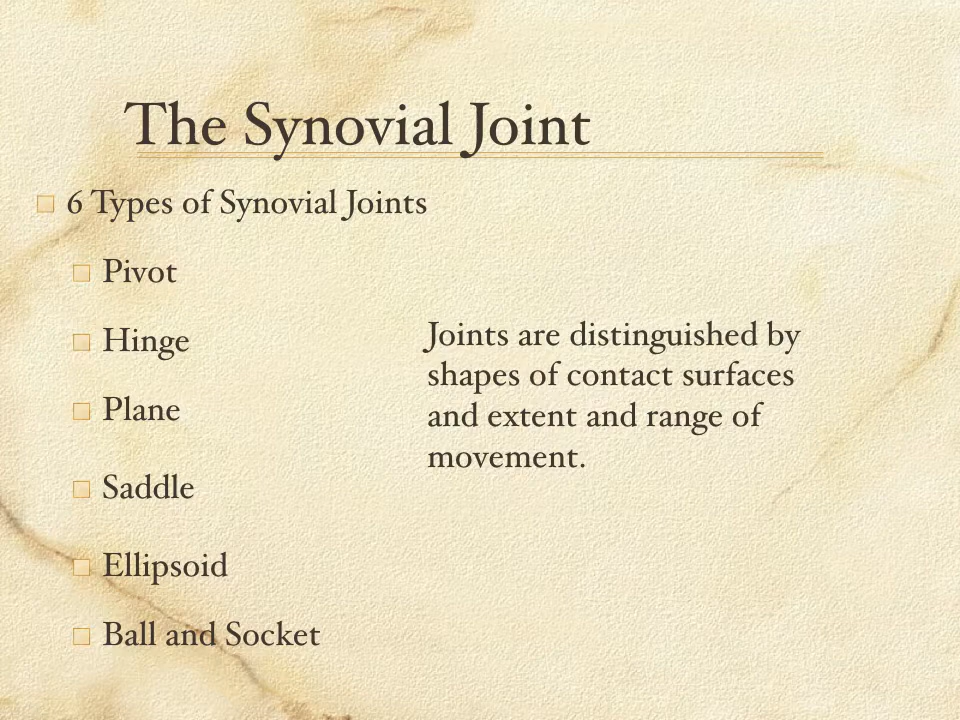 The Synovial Joint
6 Types of Synovial Joints
Pivot
Hinge
Plane
Saddle
Ellipsoid
Ball and Socket
Joints are distinguished by
shapes of contact surfaces
and extent and range of
movement.